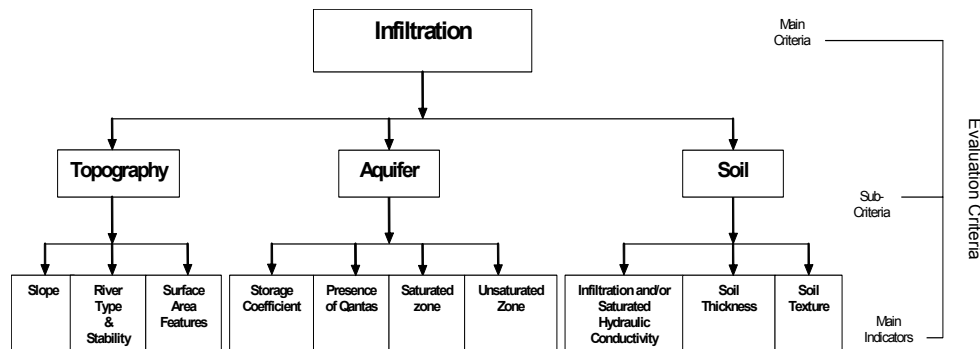 Infiltration
Main
Criteria
Topography
Aquifer
Soil
Sub-
Criteria
Evaluation Criteria
Slope
River
Type
&
Stability
Surface
Area
Features
Storage
Coefficient
Presence
of Qantas
Saturated
zone
Unsaturated
Zone
Infiltration and/or
Saturated
Hydraulic
Conductivity
Soil
Thickness
Soil
Texture
Main
Indicators